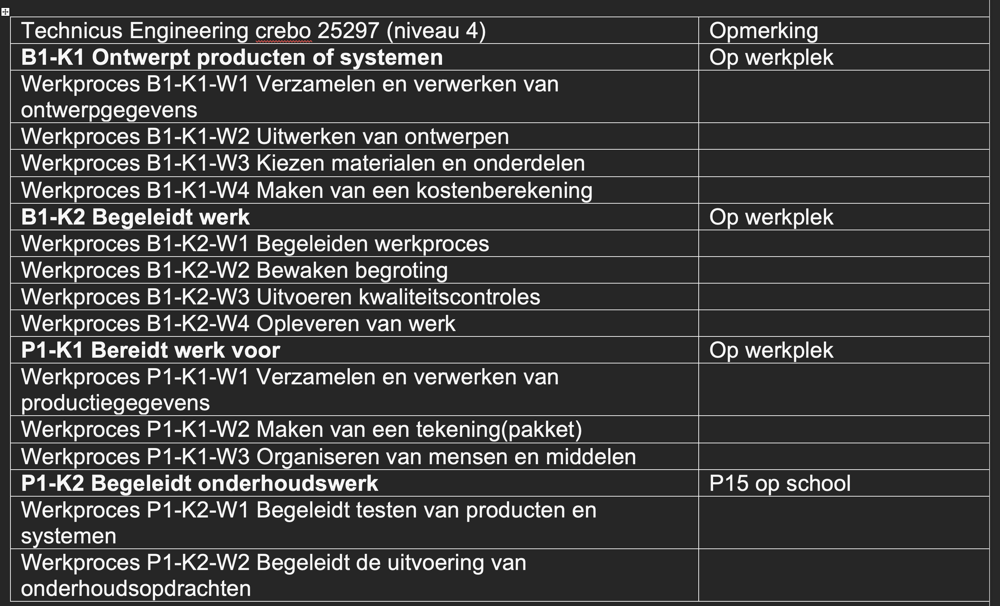 Technicus Engineering crebo 25297 (niveau 4) Opmerking
B1-K1 Ontwerpt producten of systemen Op werkplek
Werkproces B1-K1-W1 Verzamelen en verwerken van
ontwerpgegevens
Werkproces B1-K1-W2 Uitwerken van ontwerpen
Werkproces B1-K1-W3 Kiezen materialen en onderdelen
Werkproces B1-K1-W4 Maken van een kostenberekening
B1-K2 Begeleidt werk Op werkplek
Werkproces B1-K2-W1 Begeleiden werkproces
Werkproces B1-K2-W2 Bewaken begroting
Werkproces B1-K2-W3 Uitvoeren kwaliteitscontroles
Werkproces B1-K2-W4 Opleveren van werk
P1-K1 Bereidt werk voor Op werkplek
Werkproces P1-K1-W1 Verzamelen en verwerken van
productiegegevens
Werkproces P1-K1-W2 Maken van een tekening(pakket)
Werkproces P1-K1-W3 Organiseren van mensen en middelen
P1-K2 Begeleidt onderhoudswerk P15 op school
Werkproces P1-K2-W1 Begeleidt testen van producten en
systemen
Werkproces P1-K2-W2 Begeleidt de uitvoering van
onderhoudsopdrachten